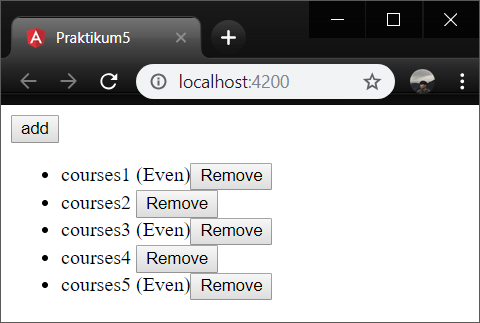 Praktikum5
localhost:4200
add
courses1 (Even) Remove
courses2 Remove
courses3 (Even) Remove
courses4 Remove
courses5 (Even) Remove